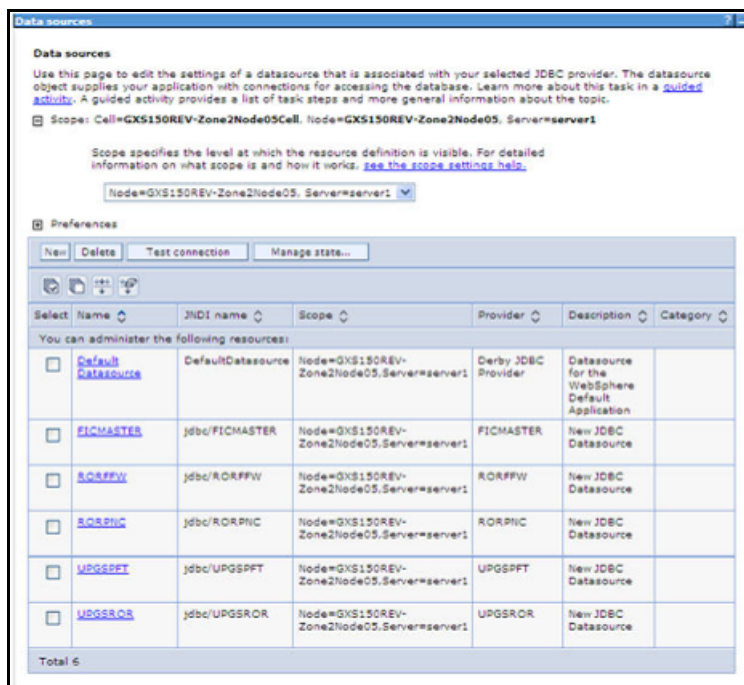 Data sources
?
Data sources
Use this page to edit the settings of a datasource that is associated with your selected JDBC provider. The datasource
object supplies your application with connections for accessing the database. Learn more about this task in a guided
activity. A guided activity provides a list of task steps and more general information about the topic.
Scope: Cell=GXS150REV-Zone2Node05Cell, Node=GXS150REV-Zone2Node05, Server=server1
Scope specifies the level at which the resource definition is visible. For detailed
information on what scope is and how it works, see the scope settings help.
Node=GXS150REV-Zone2Node05, Server=server1
Preferences
New Delete Test connection Manage state...
Select Name JNDI name Scope Provider Description Category
You can administer the following resources:
Default Datasource DefaultDatasource Node=GXS150REV-Zone2Node05,Server=server1 Derby JDBC Provider Datasource for the WebSphere Default Application
FICMASTER jdbc/FICMASTER Node=GXS150REV-Zone2Node05,Server=server1 FICMASTER New JDBC Datasource
RORFFW jdbc/RORFFW Node=GXS150REV-Zone2Node05,Server=server1 RORFFW New JDBC Datasource
RORPNC jdbc/RORPNC Node=GXS150REV-Zone2Node05,Server=server1 RORPNC New JDBC Datasource
UPGSPFT jdbc/UPGSPFT Node=GXS150REV-Zone2Node05,Server=server1 UPGSPFT New JDBC Datasource
UPGSROR jdbc/UPGSROR Node=GXS150REV-Zone2Node05,Server=server1 UPGSROR New JDBC Datasource
Total 6